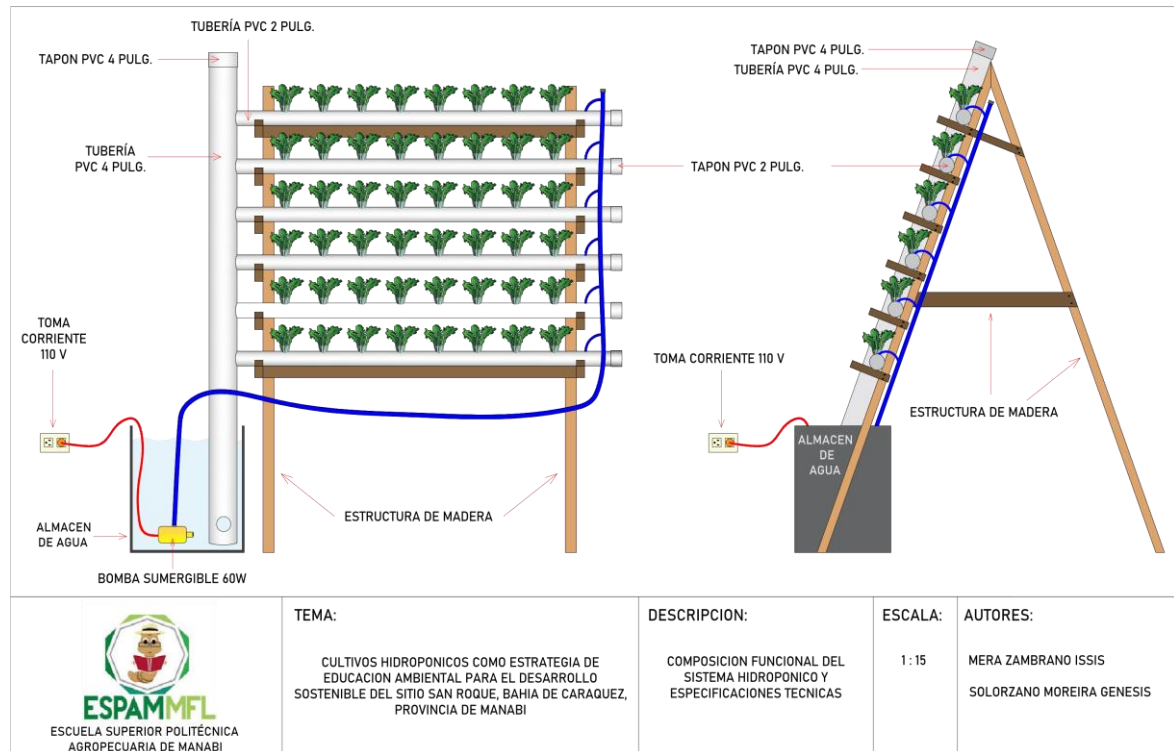 TUBERÍA PVC 2 PULG.
TAPON PVC 4 PULG.
TUBERÍA
PVC 4 PULG.
TOMA
CORRIENTE
110 V
ALMACEN
DE AGUA
BOMBA SUMERGIBLE 60W
ESTRUCTURA DE MADERA
TAPON PVC 4 PULG.
TUBERÍA PVC 4 PULG.
TAPON PVC 2 PULG.
TOMA CORRIENTE 110 V
ALMACEN
DE
AGUA
ESTRUCTURA DE MADERA
ESPAMMFL
ESCUELA SUPERIOR POLITÉCNICA
AGROPECUARIA DE MANABI
TEMA:
CULTIVOS HIDROPONICOS COMO ESTRATEGIA DE
EDUCACION AMBIENTAL PARA EL DESARROLLO
SOSTENIBLE DEL SITIO SAN ROQUE, BAHIA DE CARAQUEZ,
PROVINCIA DE MANABI
DESCRIPCION:
COMPOSICION FUNCIONAL DEL
SISTEMA HIDROPONICO Y
ESPECIFICACIONES TECNICAS
ESCALA:
1 : 15
AUTORES:
MERA ZAMBRANO ISSIS
SOLORZANO MOREIRA GENESIS